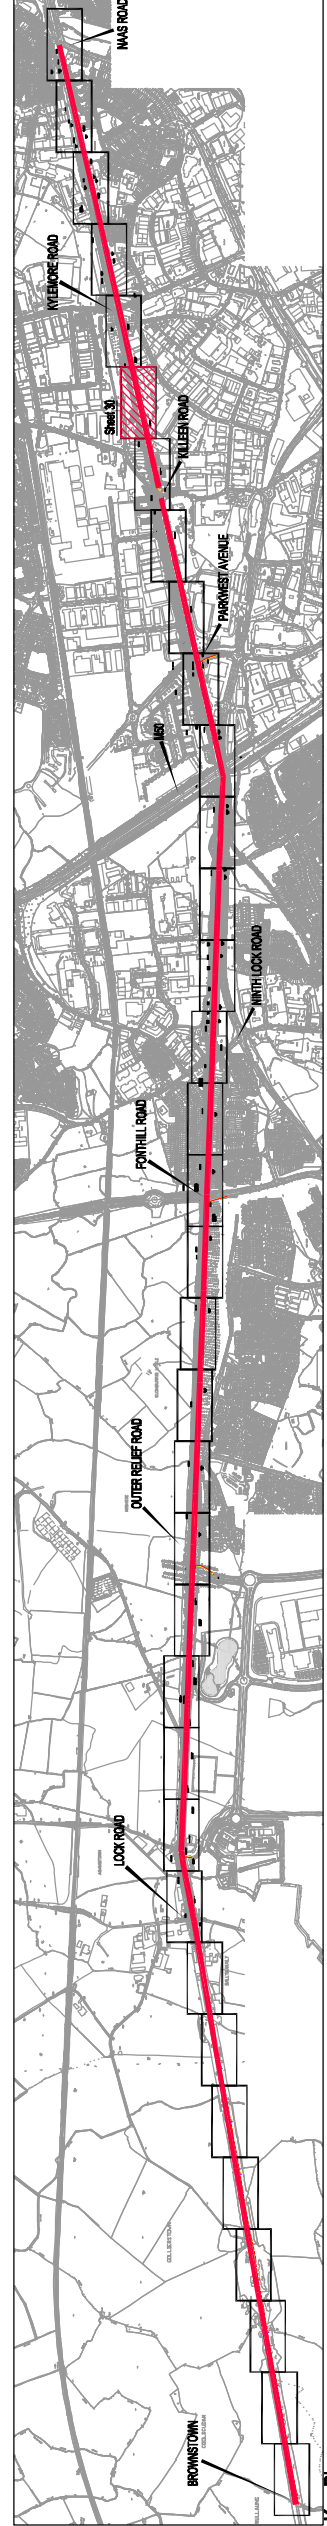 NAAS ROAD
KYLEMORE ROAD
Sheet 30
KILLEEN ROAD
PARKWEST AVENUE
M50
NINTH LOCK ROAD
FONTHILL ROAD
OUTER RELIEF ROAD
LOCK ROAD
BROWNSTOWN